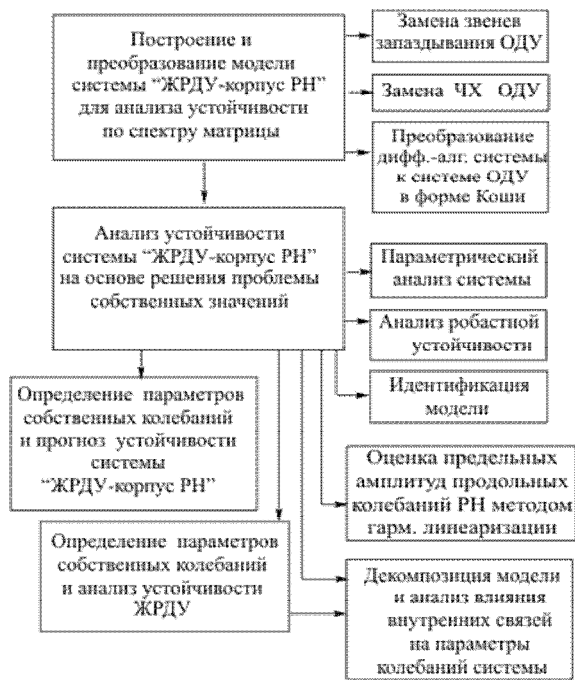 Построение и
преобразование модели
системы “ЖРДУ-корпус РН”
для анализа устойчивости
по спектру матрицы
Замена звенев
запаздывания ОДУ
Замена ЧХ ОДУ
Преобразование
дифф.-алг. системы
к системе ОДУ
в форме Коши
Анализ устойчивости
системы “ЖРДУ-корпус РН”
на основе решения проблемы
собственных значений
Параметрический
анализ системы
Анализ робастной
устойчивости
Идентификация
модели
Определение параметров
собственных колебаний
и прогноз устойчивости
системы
“ЖРДУ-корпус РН”
Оценка предельных
амплитуд продольных
колебаний РН методом
гарм. линеаризации
Определение параметров
собственных колебаний
и анализ устойчивости
ЖРДУ
Декомпозиция модели
и анализ влияния
внутренних связей
на параметры
колебаний системы